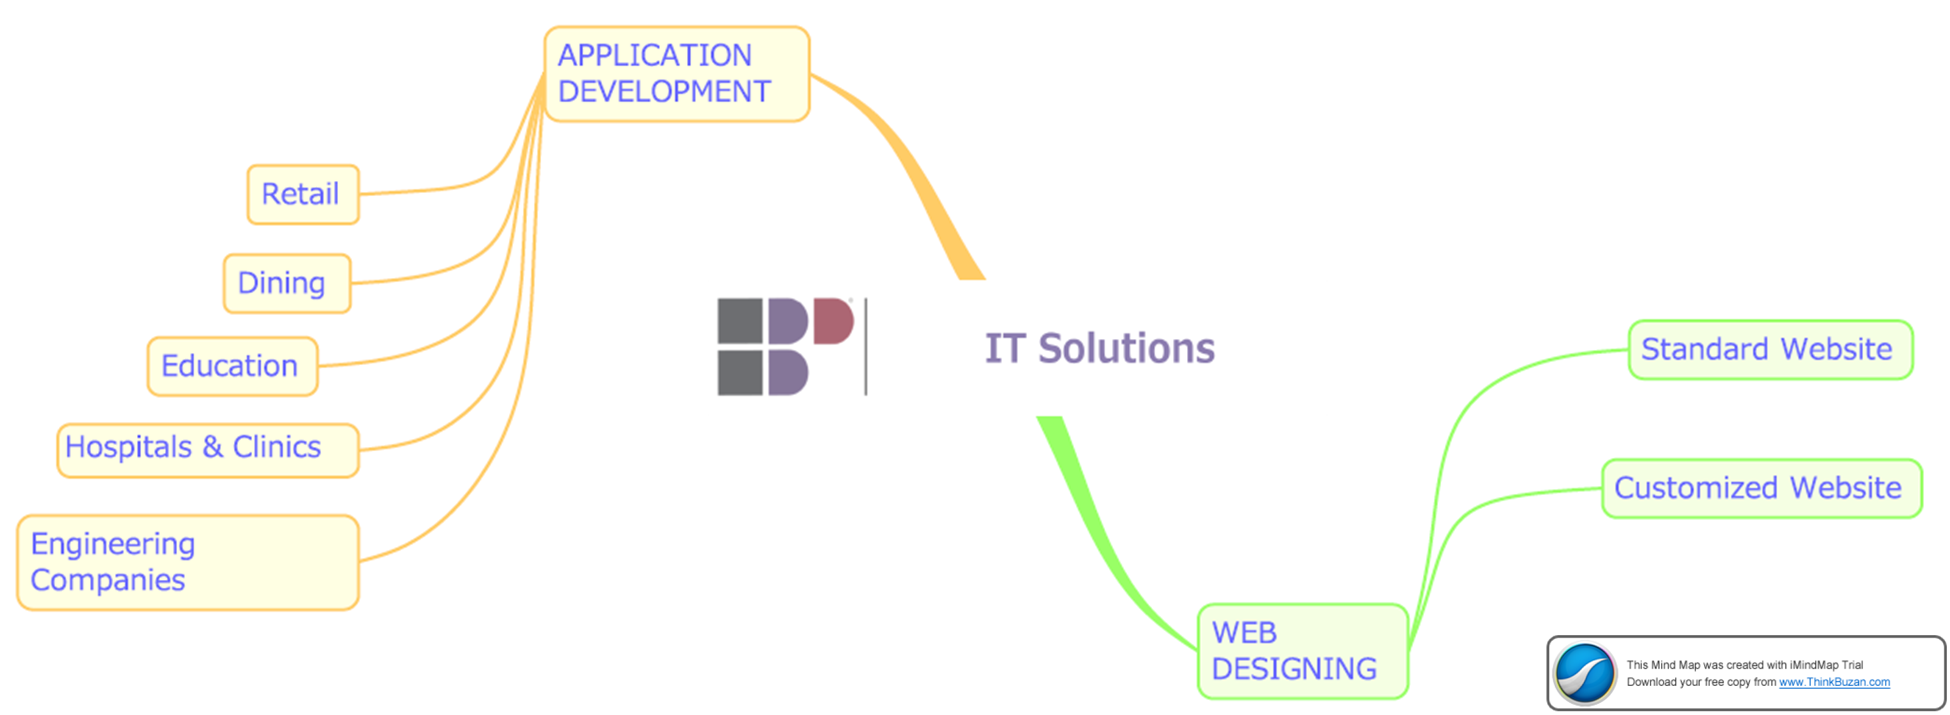 APPLICATION
DEVELOPMENT
Retail
Dining
Education
Hospitals & Clinics
Engineering
Companies
IT Solutions
Standard Website
Customized Website
WEB
DESIGNING
This Mind Map was created with iMindMap Trial
Download your free copy from www.ThinkBuzan.com